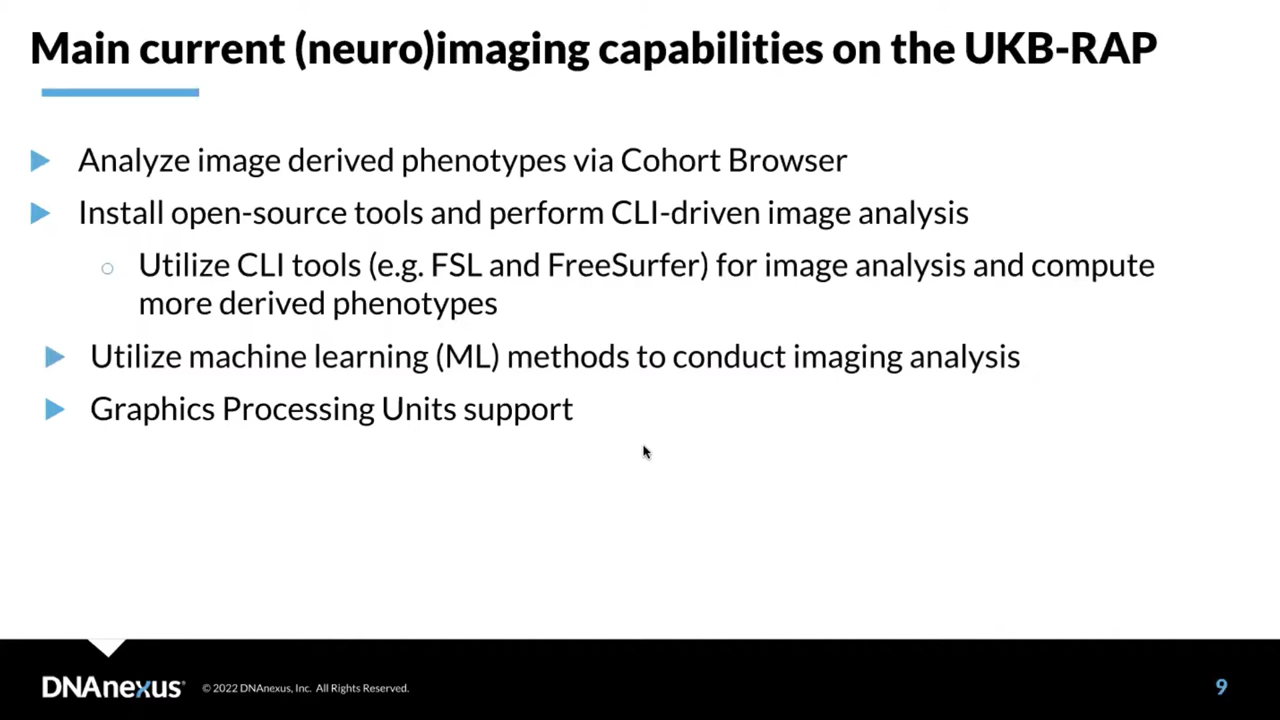 Main current (neuro)imaging capabilities on the UKB-RAP
Analyze image derived phenotypes via Cohort Browser
Install open-source tools and perform CLI-driven image analysis
Utilize CLI tools (e.g. FSL and FreeSurfer) for image analysis and compute
more derived phenotypes
Utilize machine learning (ML) methods to conduct imaging analysis
Graphics Processing Units support
DNAnexus® © 2022 DNAnexus, Inc. All Rights Reserved. 9